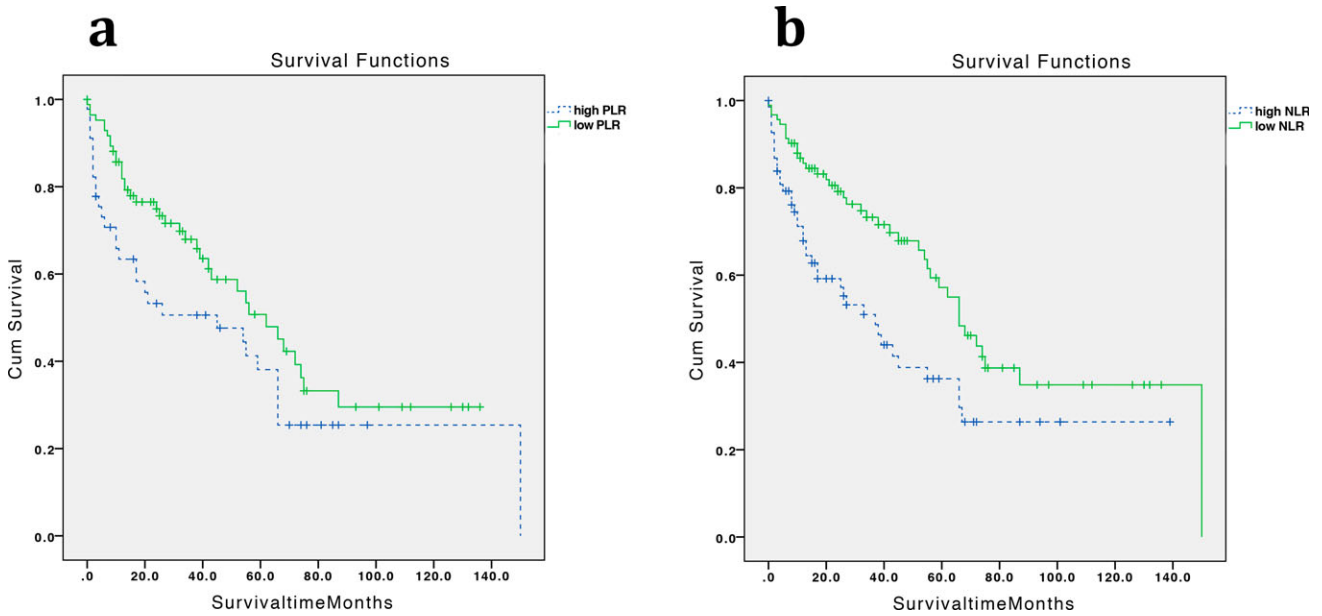 a
Survival Functions
high PLR
low PLR
Cum Survival
1.0
0.8
0.6
0.4
0.2
0.0
.0 20.0 40.0 60.0 80.0 100.0 120.0 140.0
SurvivaltimeMonths
b
Survival Functions
high NLR
low NLR
Cum Survival
1.0
0.8
0.6
0.4
0.2
0.0
.0 20.0 40.0 60.0 80.0 100.0 120.0 140.0
SurvivaltimeMonths